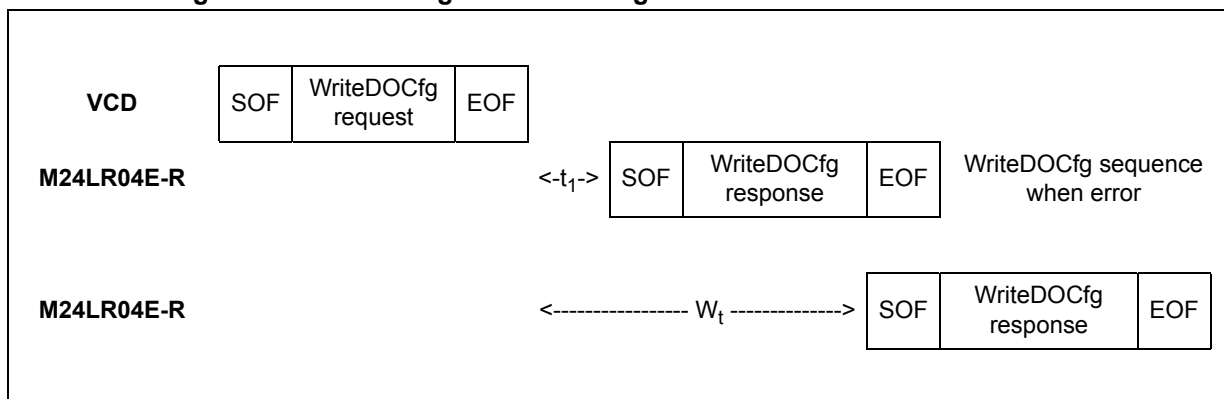 VCD SOF WriteDOCfg request EOF
M24LR04E-R <-t1-> SOF WriteDOCfg response EOF WriteDOCfg sequence when error
M24LR04E-R <----------------- Wt --------------> SOF WriteDOCfg response EOF